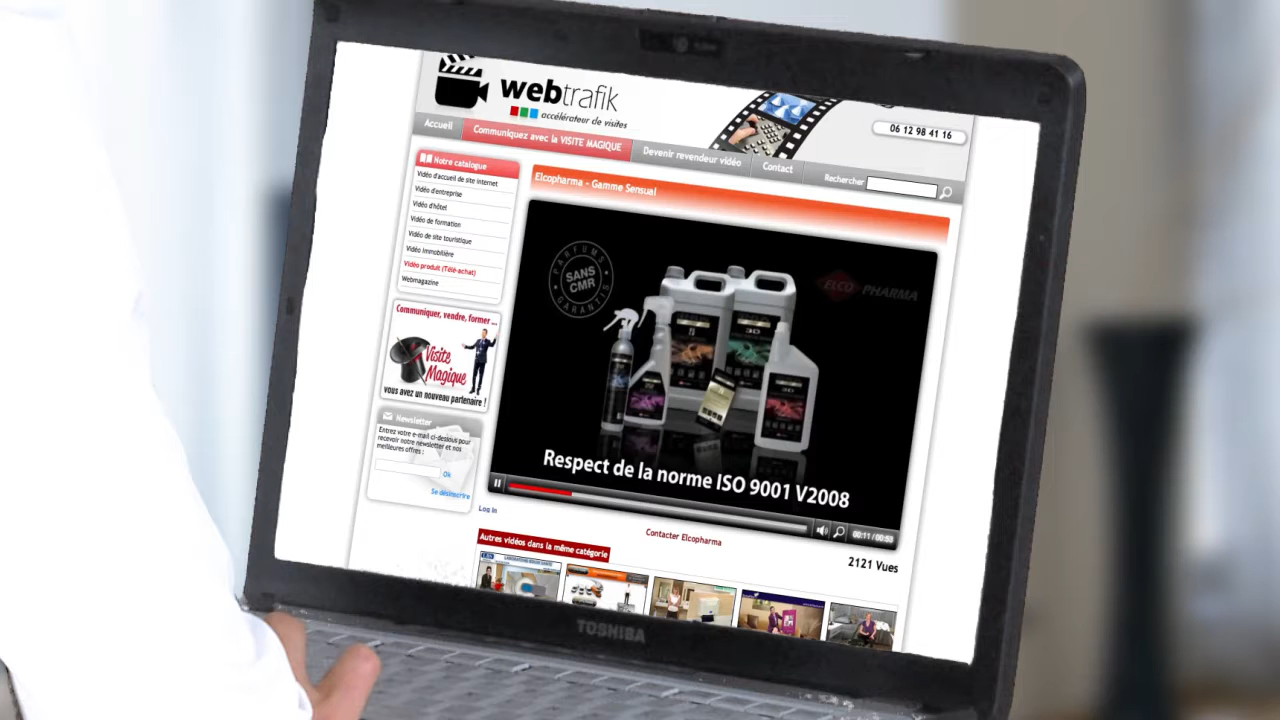 webtrafik
accélérateur de visites
06 12 98 41 16
Accueil
Communiquez avec la VISITE MAGIQUE
Devenir revendeur vidéo
Contact
Rechercher
Notre catalogue
Vidéo d'accueil de site internet
Vidéo d'entreprise
Vidéo d'hôtel
Vidéo de formation
Vidéo de site touristique
Vidéo immobilière
Vidéo produit (Télé-achat)
Webmagazine
Communiquer, vendre, former ...
Visite
Magique
vous avez un nouveau partenaire !
Newsletter
Entrez votre e-mail ci-dessous pour
recevoir notre newsletter et nos
meilleures offres :
Ok
Se désinscrire
Elcopharma - Gamme Sensual
PARFUMS
SANS
CMR
GARANTIS
ELCO PHARMA
3D
Respect de la norme ISO 9001 V2008
00:11 / 00:53
Log In
Contacter Elcopharma
2121 Vues
Autres vidéos dans la même catégorie
TOSHIBA